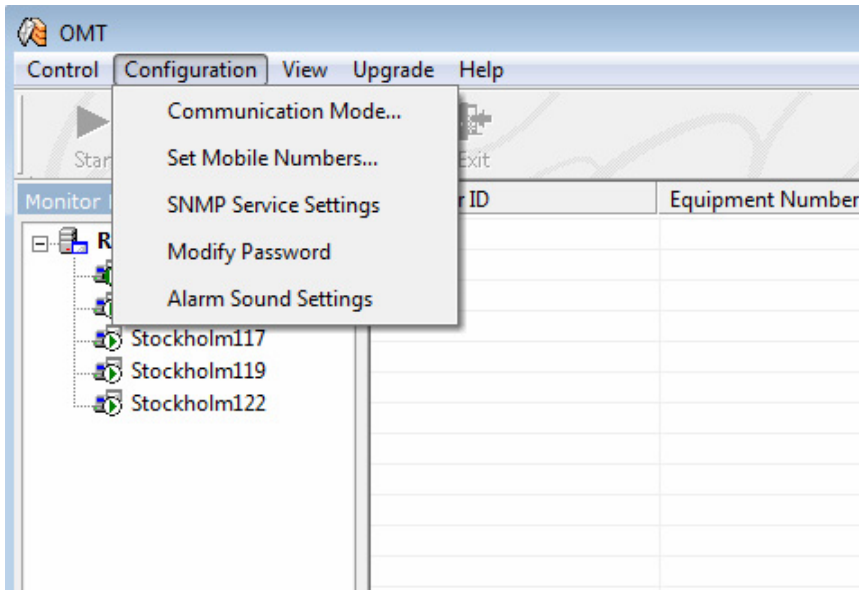 OMT
Control Configuration View Upgrade Help
Communication Mode...
Set Mobile Numbers...
SNMP Service Settings
Modify Password
Alarm Sound Settings
Exit
Monitor
ID Equipment Number
Stockholm117
Stockholm119
Stockholm122